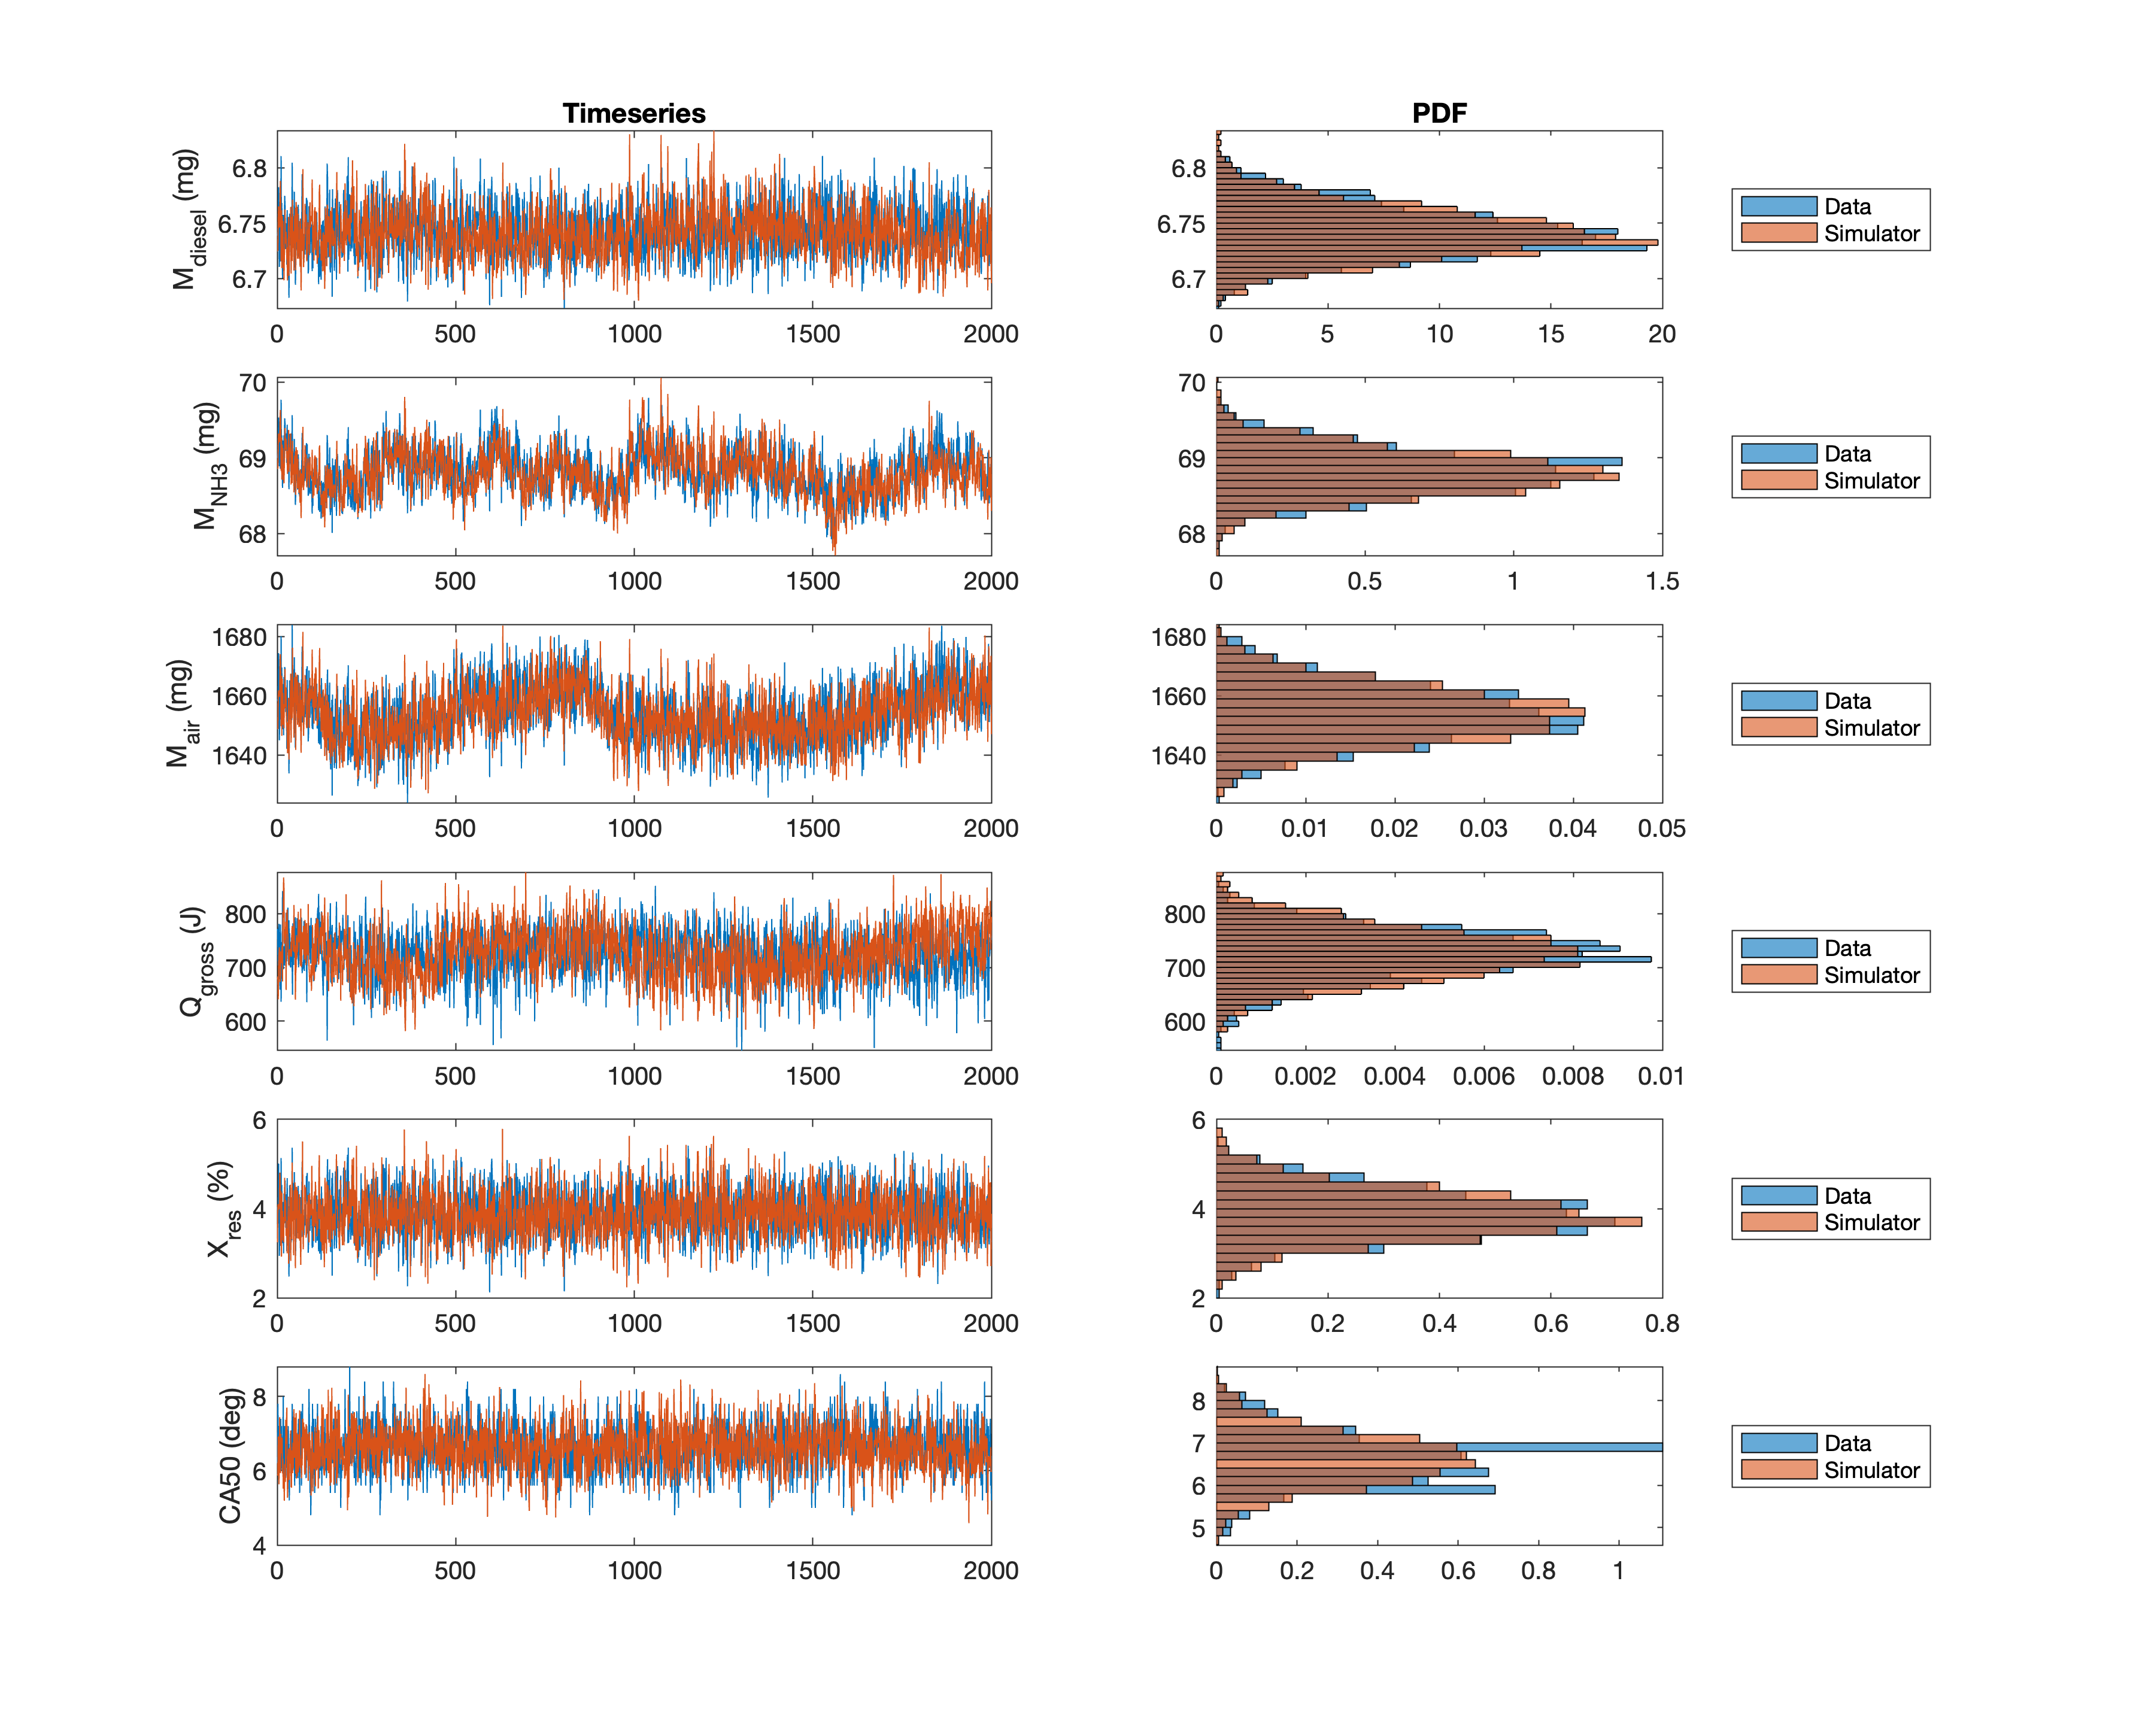 Timeseries
PDF
M_diesel (mg)
6.8
6.75
6.7
0 500 1000 1500 2000
6.8
6.75
6.7
0 5 10 15 20
Data
Simulator
M_NH3 (mg)
70
69
68
0 500 1000 1500 2000
70
69
68
0 0.5 1 1.5
Data
Simulator
M_air (mg)
1680
1660
1640
0 500 1000 1500 2000
1680
1660
1640
0 0.01 0.02 0.03 0.04 0.05
Data
Simulator
Q_gross (J)
800
700
600
0 500 1000 1500 2000
800
700
600
0 0.002 0.004 0.006 0.008 0.01
Data
Simulator
X_res (%)
6
4
2
0 500 1000 1500 2000
6
4
2
0 0.2 0.4 0.6 0.8
Data
Simulator
CA50 (deg)
8
6
4
0 500 1000 1500 2000
8
7
6
5
0 0.2 0.4 0.6 0.8 1
Data
Simulator